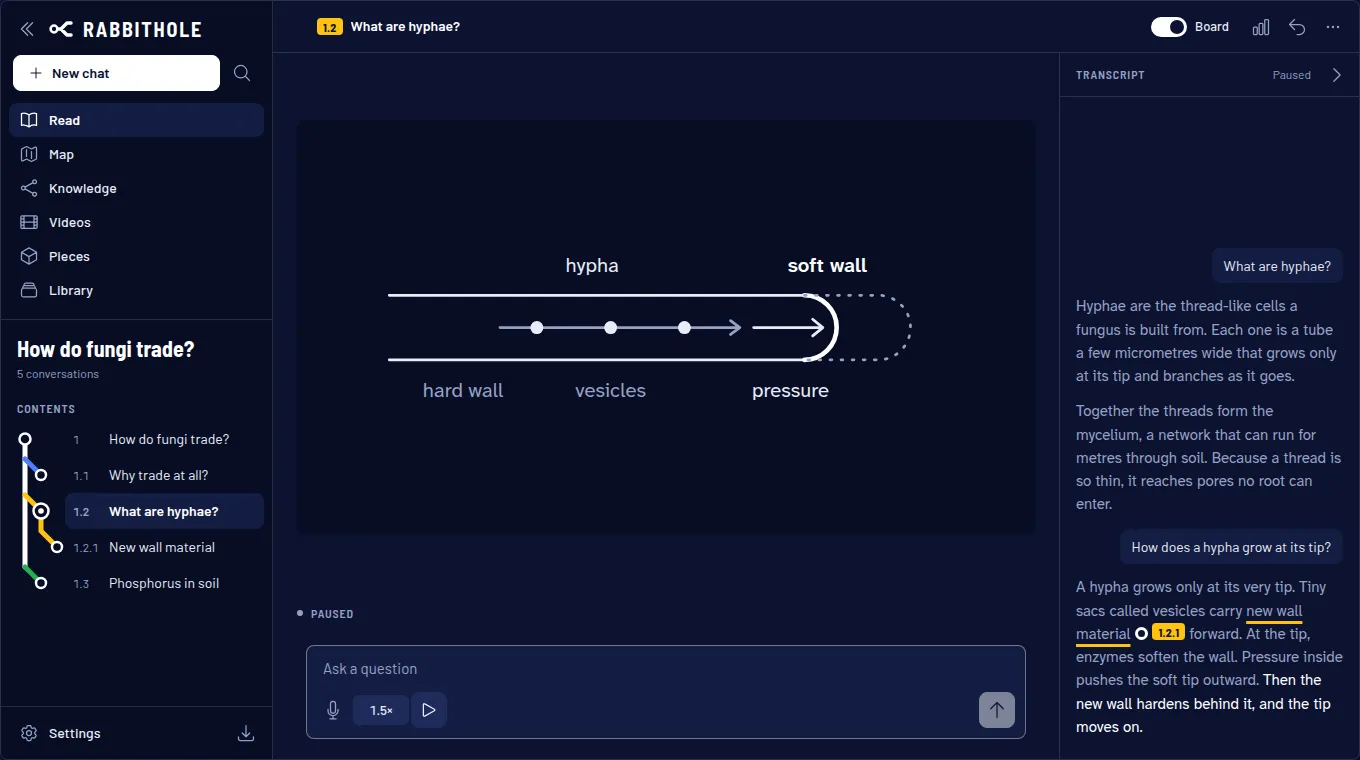 RABBITHOLE
New chat
Read
Map
Knowledge
Videos
Pieces
Library
How do fungi trade?
5 conversations
CONTENTS
1 How do fungi trade?
1.1 Why trade at all?
1.2 What are hyphae?
1.2.1 New wall material
1.3 Phosphorus in soil
Settings
1.2 What are hyphae?
Board
hypha
soft wall
hard wall
vesicles
pressure
PAUSED
Ask a question
1.5×
TRANSCRIPT
Paused
What are hyphae?
Hyphae are the thread-like cells a
fungus is built from. Each one is a tube
a few micrometres wide that grows only
at its tip and branches as it goes.
Together the threads form the
mycelium, a network that can run for
metres through soil. Because a thread is
so thin, it reaches pores no root can
enter.
How does a hypha grow at its tip?
A hypha grows only at its very tip. Tiny
sacs called vesicles carry new wall
material 1.2.1 forward. At the tip,
enzymes soften the wall. Pressure inside
pushes the soft tip outward. Then the
new wall hardens behind it, and the tip
moves on.